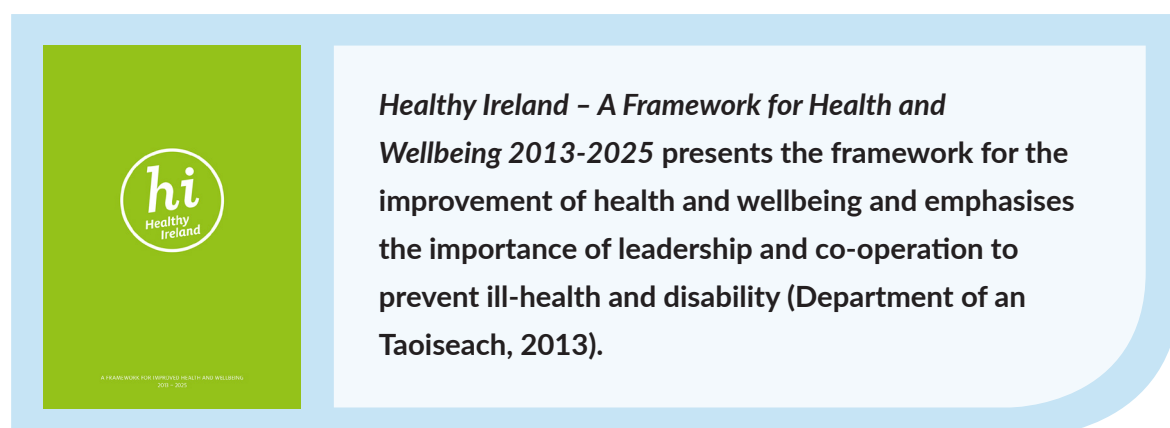 hi
Healthy
Ireland
A FRAMEWORK FOR IMPROVED HEALTH AND WELLBEING
2013 – 2025
Healthy Ireland – A Framework for Health and
Wellbeing 2013-2025 presents the framework for the
improvement of health and wellbeing and emphasises
the importance of leadership and co-operation to
prevent ill-health and disability (Department of an
Taoiseach, 2013).